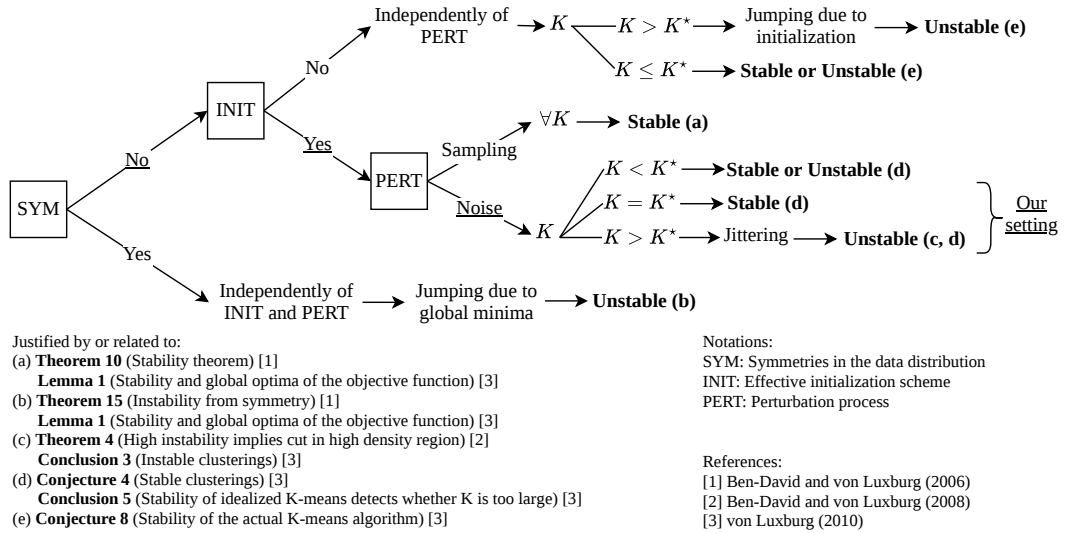 Independently of
PERT
K
K > K⋆
Jumping due to
initialization
Unstable (e)
No
K ≤ K⋆
Stable or Unstable (e)
INIT
∀K
Stable (a)
Sampling
No
Yes
PERT
K < K⋆
Stable or Unstable (d)
SYM
Noise
K
K = K⋆
Stable (d)
Our
setting
K > K⋆
Jittering
Unstable (c, d)
Yes
Independently of
INIT and PERT
Jumping due to
global minima
Unstable (b)
Justified by or related to:
(a) Theorem 10 (Stability theorem) [1]
Lemma 1 (Stability and global optima of the objective function) [3]
(b) Theorem 15 (Instability from symmetry) [1]
Lemma 1 (Stability and global optima of the objective function) [3]
(c) Theorem 4 (High instability implies cut in high density region) [2]
Conclusion 3 (Instable clusterings) [3]
(d) Conjecture 4 (Stable clusterings) [3]
Conclusion 5 (Stability of idealized K-means detects whether K is too large) [3]
(e) Conjecture 8 (Stability of the actual K-means algorithm) [3]
Notations:
SYM: Symmetries in the data distribution
INIT: Effective initialization scheme
PERT: Perturbation process
References:
[1] Ben-David and von Luxburg (2006)
[2] Ben-David and von Luxburg (2008)
[3] von Luxburg (2010)